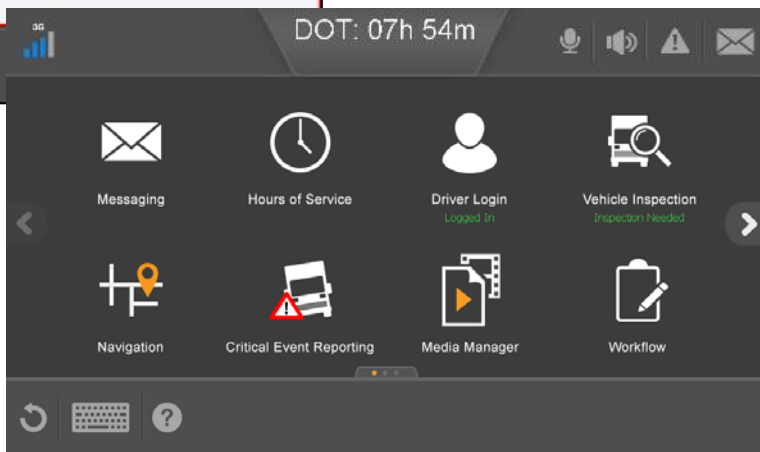 3G
DOT: 07h 54m
Messaging
Hours of Service
Driver Login
Logged In
Vehicle Inspection
Inspection Needed
Navigation
Critical Event Reporting
Media Manager
Workflow